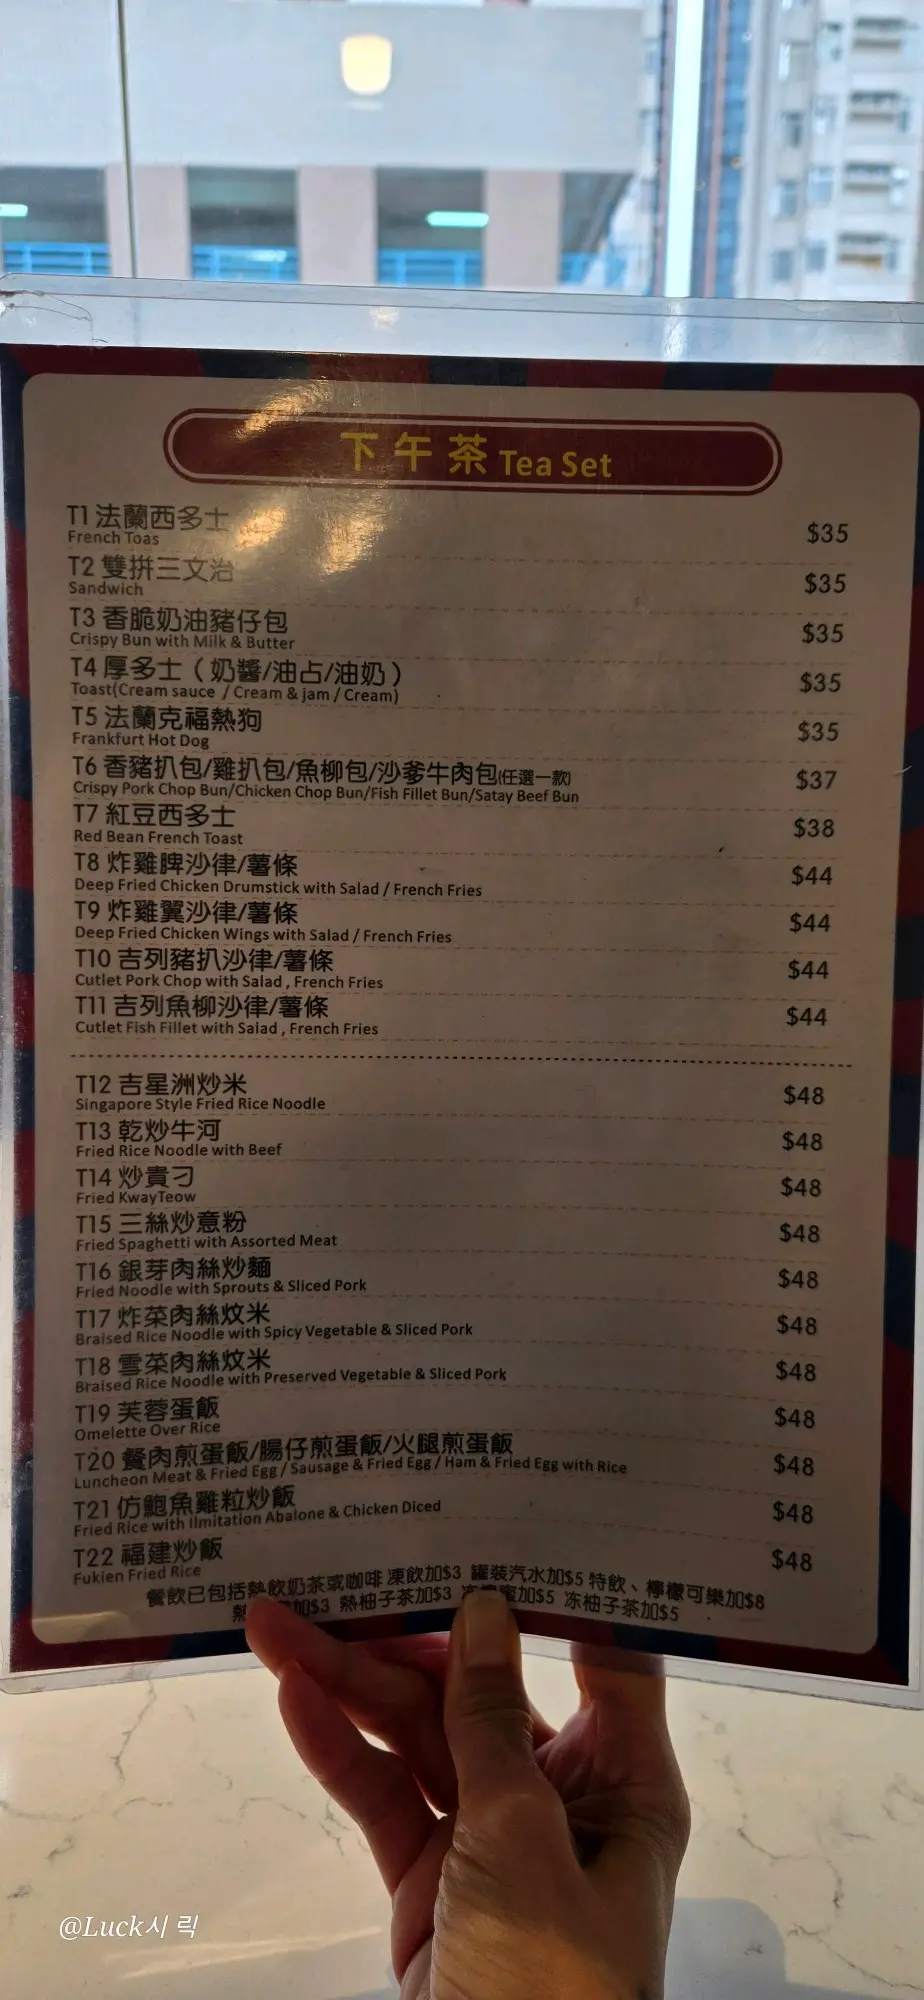 下午茶 Tea Set
T1 法蘭西多士
French Toas
$35
T2 雙拼三文治
Sandwich
$35
T3 香脆奶油豬仔包
Crispy Bun with Milk & Butter
$35
T4 厚多士（奶醬/油占/油奶）
Toast(Cream sauce / Cream & jam / Cream)
$35
T5 法蘭克福熱狗
Frankfurt Hot Dog
$35
T6 香豬扒包/雞扒包/魚柳包/沙爹牛肉包(任選一款)
Crispy Pork Chop Bun/Chicken Chop Bun/Fish Fillet Bun/Satay Beef Bun
$37
T7 紅豆西多士
Red Bean French Toast
$38
T8 炸雞脾沙律/薯條
Deep Fried Chicken Drumstick with Salad / French Fries
$44
T9 炸雞翼沙律/薯條
Deep Fried Chicken Wings with Salad / French Fries
$44
T10 吉列豬扒沙律/薯條
Cutlet Pork Chop with Salad , French Fries
$44
T11 吉列魚柳沙律/薯條
Cutlet Fish Fillet with Salad , French Fries
$44
T12 吉星洲炒米
Singapore Style Fried Rice Noodle
$48
T13 乾炒牛河
Fried Rice Noodle with Beef
$48
T14 炒貴刁
Fried KwayTeow
$48
T15 三絲炒意粉
Fried Spaghetti with Assorted Meat
$48
T16 銀芽肉絲炒麵
Fried Noodle with Sprouts & Sliced Pork
$48
T17 炸菜肉絲炆米
Braised Rice Noodle with Spicy Vegetable & Sliced Pork
$48
T18 雪菜肉絲炆米
Braised Rice Noodle with Preserved Vegetable & Sliced Pork
$48
T19 芙蓉蛋飯
Omelette Over Rice
$48
T20 餐肉煎蛋飯/腸仔煎蛋飯/火腿煎蛋飯
Luncheon Meat & Fried Egg / Sausage & Fried Egg / Ham & Fried Egg with Rice
$48
T21 仿鮑魚雞粒炒飯
Fried Rice with Ilmitation Abalone & Chicken Diced
$48
T22 福建炒飯
Fukien Fried Rice
$48
餐飲已包括熱飲奶茶或咖啡 凍飲加$3 罐裝汽水加$5 特飲、檸檬可樂加$8
熱 加$3 熱柚子茶加$3 加$5 冻柚子茶加$5
@Luck시릭